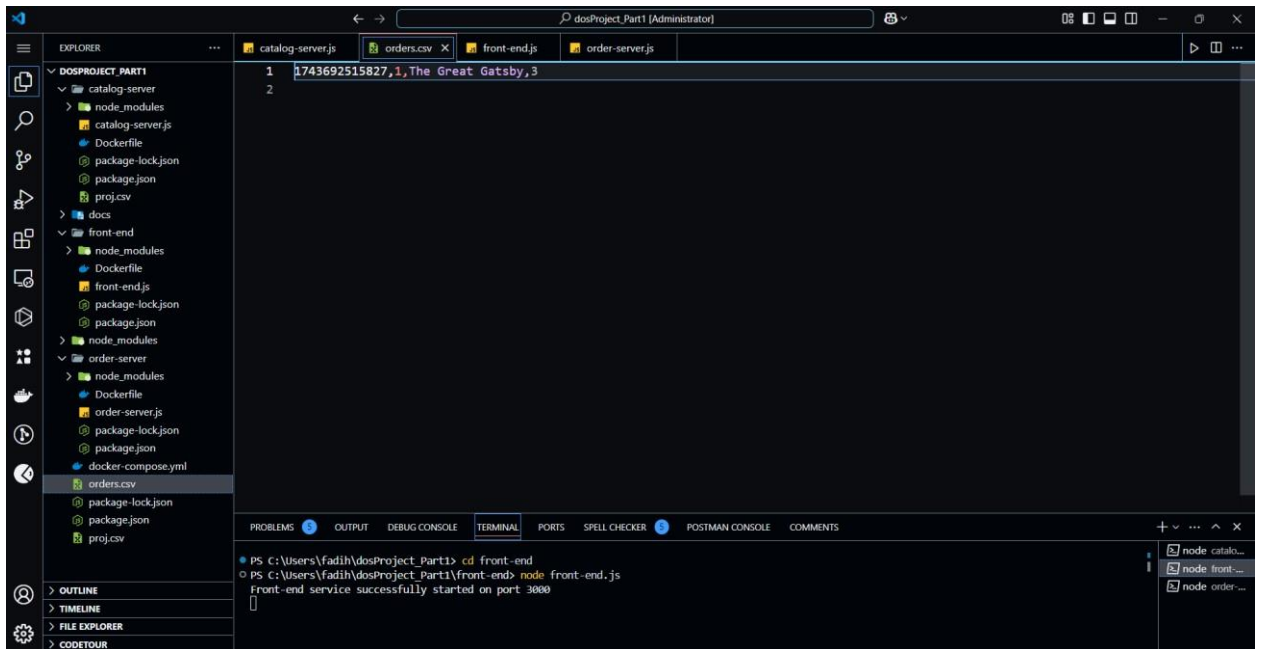 dosProject_Part1 [Administrator]
EXPLORER
catalog-server.js
orders.csv
front-end.js
order-server.js
DOSPROJECT_PART1
catalog-server
node_modules
catalog-server.js
Dockerfile
package-lock.json
package.json
proj.csv
docs
front-end
node_modules
Dockerfile
front-end.js
package-lock.json
package.json
node_modules
order-server
node_modules
Dockerfile
order-server.js
package-lock.json
package.json
docker-compose.yml
orders.csv
package-lock.json
package.json
proj.csv
OUTLINE
TIMELINE
FILE EXPLORER
CODETOUR
1 1743692515827,1,The Great Gatsby,3
2
PROBLEMS 5 OUTPUT DEBUG CONSOLE TERMINAL PORTS SPELL CHECKER 5 POSTMAN CONSOLE COMMENTS
PS C:\Users\fadih\dosProject_Part1> cd front-end
PS C:\Users\fadih\dosProject_Part1\front-end> node front-end.js
Front-end service successfully started on port 3000
node catalo...
node front-...
node order-...